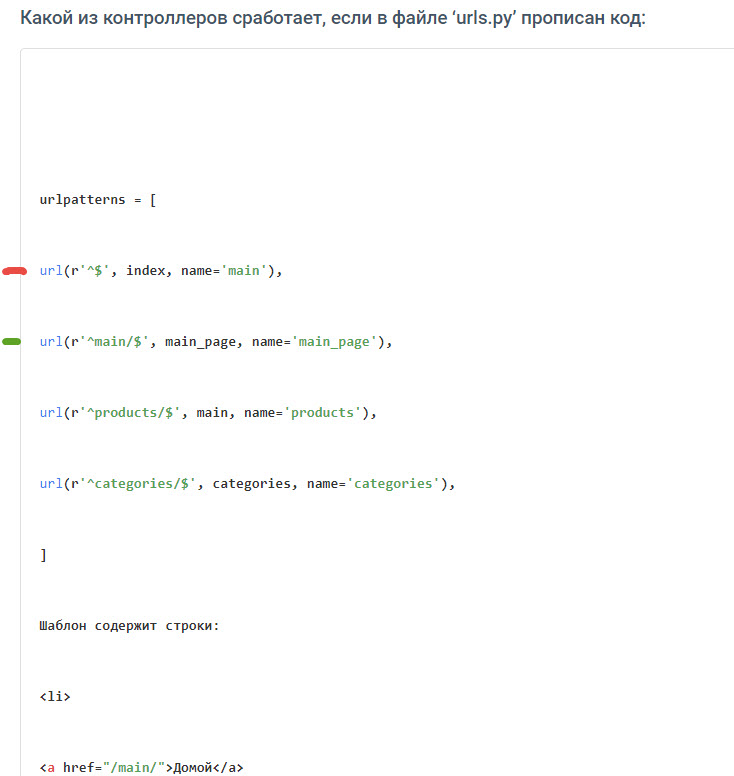 Какой из контроллеров сработает, если в файле ‘urls.py’ прописан код:
urlpatterns = [
url(r'^$', index, name='main'),
url(r'^main/$', main_page, name='main_page'),
url(r'^products/$', main, name='products'),
url(r'^categories/$', categories, name='categories'),
]
Шаблон содержит строки:
<li>
<a href="/main/">Домой</a>